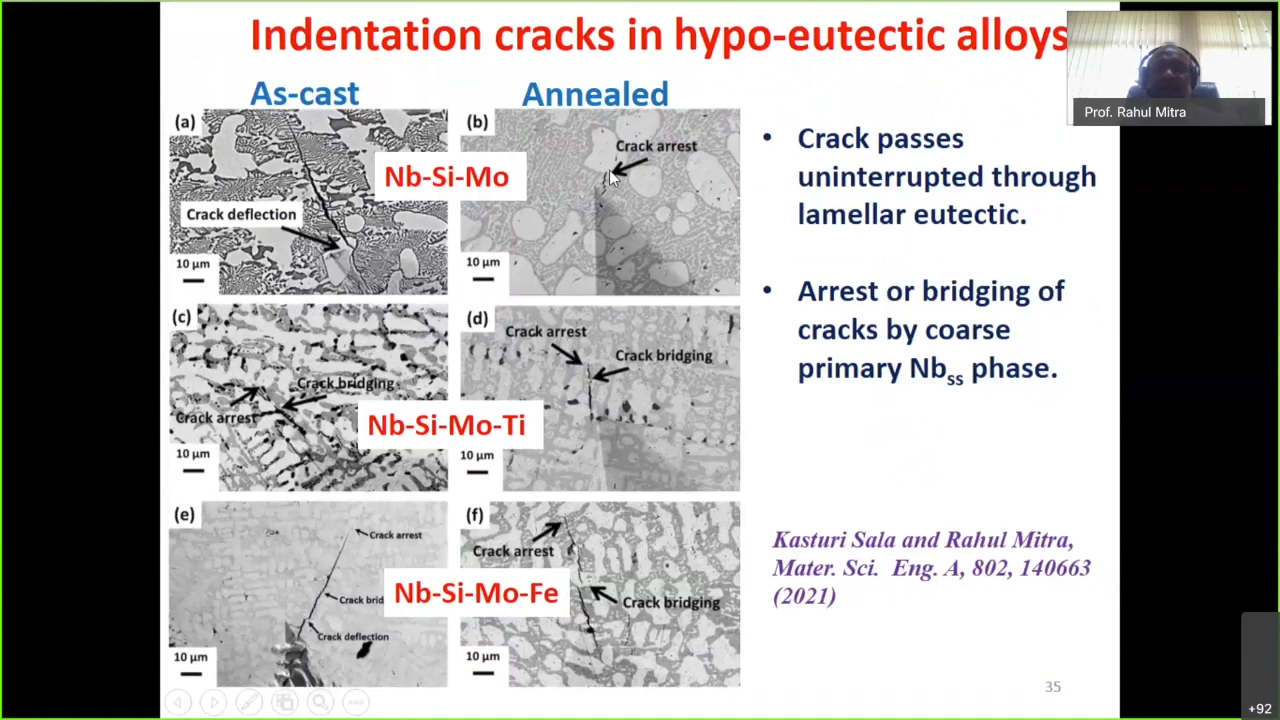 Indentation cracks in hypo-eutectic alloys
Prof. Rahul Mitra
As-cast
Annealed
(a)
Crack deflection
10 µm
(b)
Crack arrest
10 µm
Nb-Si-Mo
(c)
Crack bridging
Crack arrest
10 µm
(d)
Crack arrest
Crack bridging
10 µm
Nb-Si-Mo-Ti
(e)
Crack arrest
Crack
Crack deflection
10 µm
(f)
Crack arrest
Crack bridging
10 µm
Nb-Si-Mo-Fe
• Crack passes
uninterrupted through
lamellar eutectic.
• Arrest or bridging of
cracks by coarse
primary Nbss phase.
Kasturi Sala and Rahul Mitra,
Mater. Sci. Eng. A, 802, 140663
(2021)
35
+92